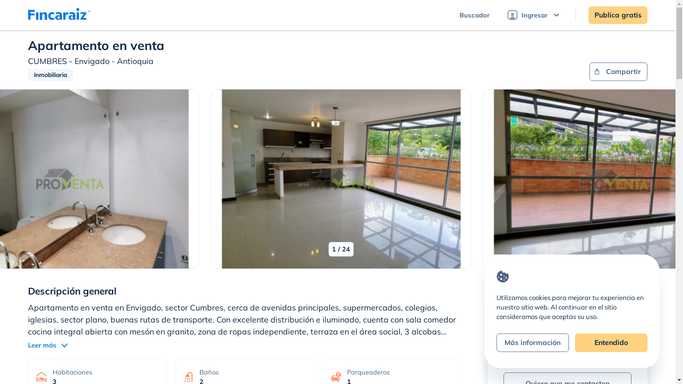 Fincaraiz
Buscador
Ingresar
Publica gratis
Apartamento en venta
CUMBRES - Envigado - Antioquia
Inmobiliaria
Compartir
PROVENTA
PROVENTA
PROVENTA
1 / 24
Descripción general
Apartamento en venta en Envigado, sector Cumbres, cerca de avenidas principales, supermercados, colegios,
iglesias, sector plano, buenas rutas de transporte. Con excelente distribución e iluminado, cuenta con sala comedor
cocina integral abierta con mesón en granito, zona de ropas independiente, terraza en el área social, 3 alcobas...
Leer más
Habitaciones
3
Baños
2
Parqueaderos
1
Utilizamos cookies para mejorar tu experiencia en
nuestro sitio web. Al continuar en el sitio
consideramos que aceptas su uso.
Más información
Entendido
Quiero que me contacten